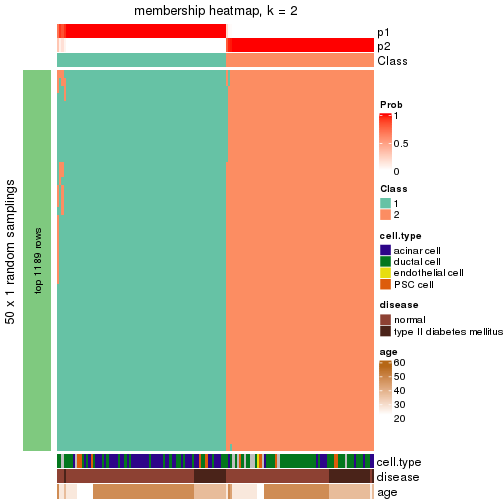 membership heatmap, k = 2
p1
p2
Class
50 x 1 random samplings
top 1189 rows
Prob
1
0.5
0
Class
1
2
cell.type
acinar cell
ductal cell
endothelial cell
PSC cell
disease
normal
type II diabetes mellitus
age
60
50
40
30
20
cell.type
disease
age